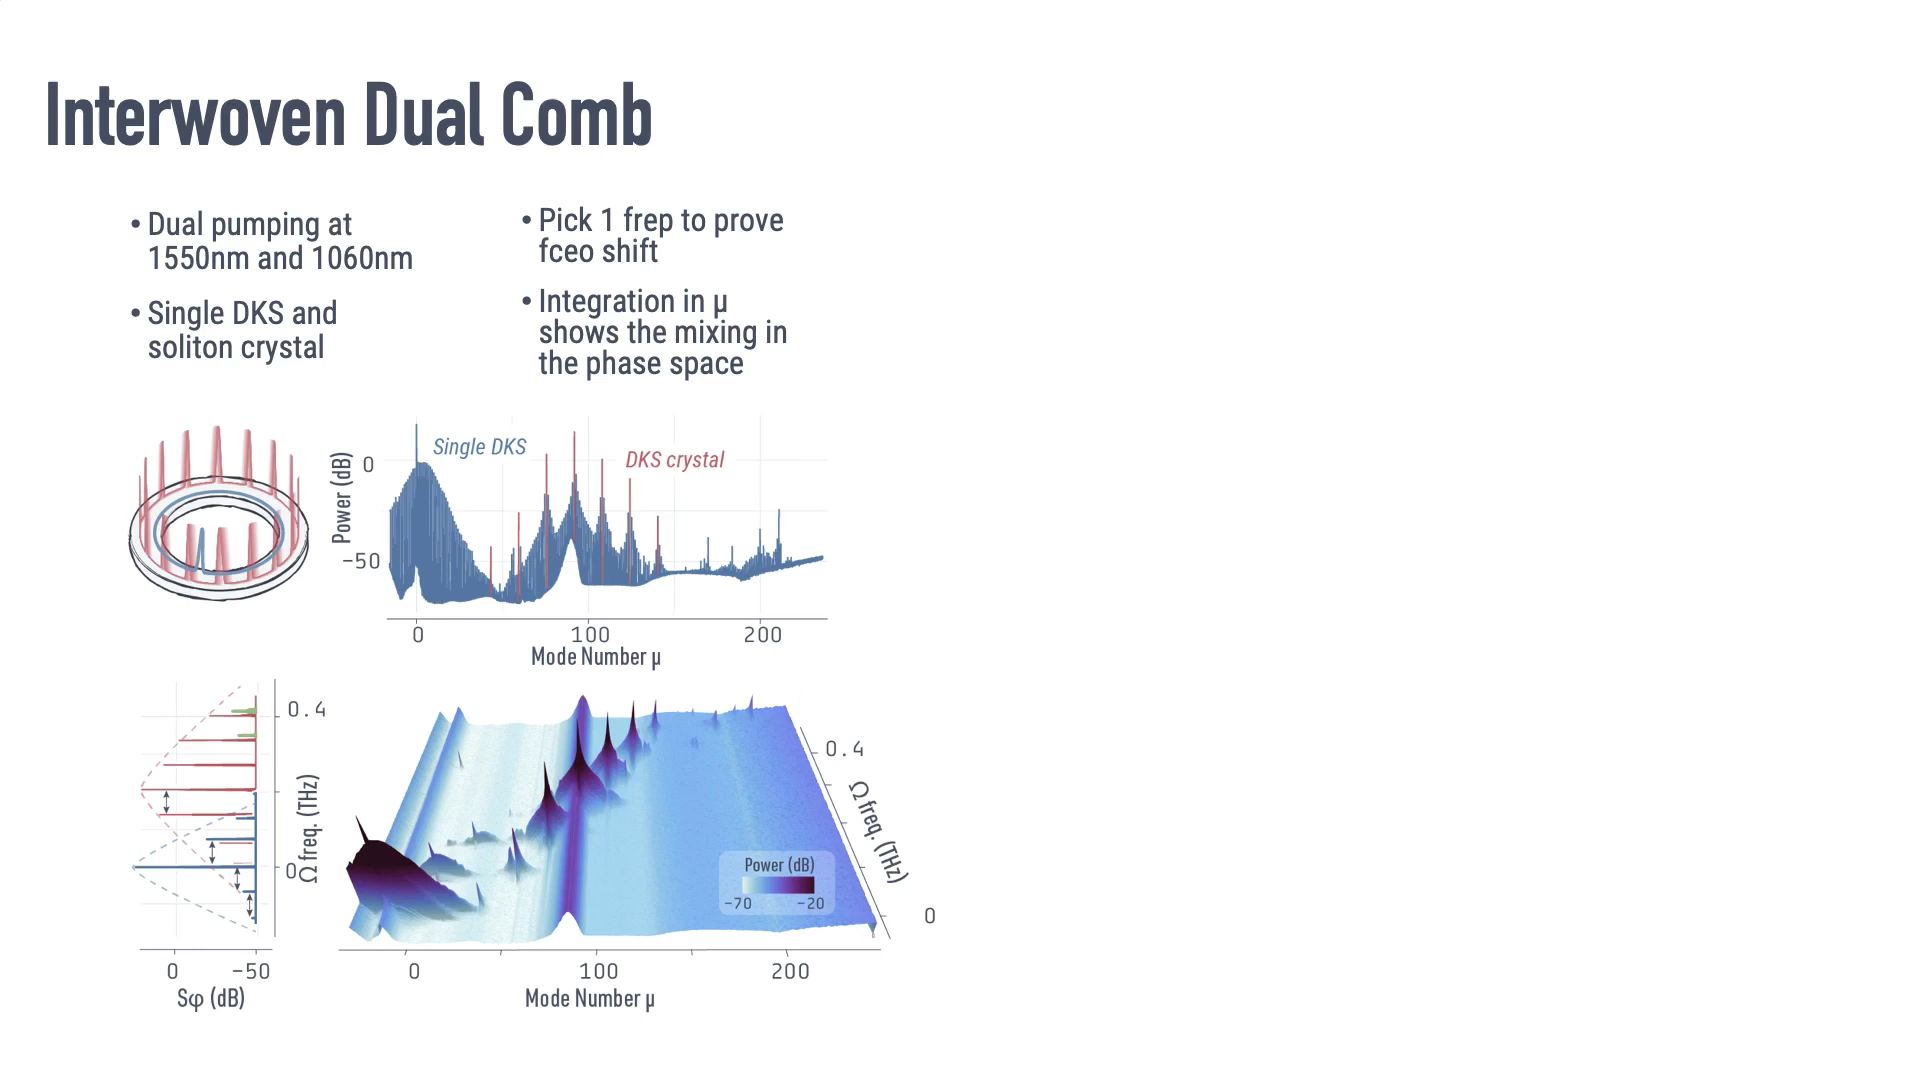 Interwoven Dual Comb
• Dual pumping at
1550nm and 1060nm
• Single DKS and
soliton crystal
• Pick 1 frep to prove
fceo shift
• Integration in μ
shows the mixing in
the phase space
Single DKS
DKS crystal
Power (dB)
0
−50
0
100
200
Mode Number μ
0.4
0
Ω freq. (THz)
0
−50
Sφ (dB)
0.4
0
Ω freq. (THz)
Power (dB)
−70
−20
0
100
200
Mode Number μ